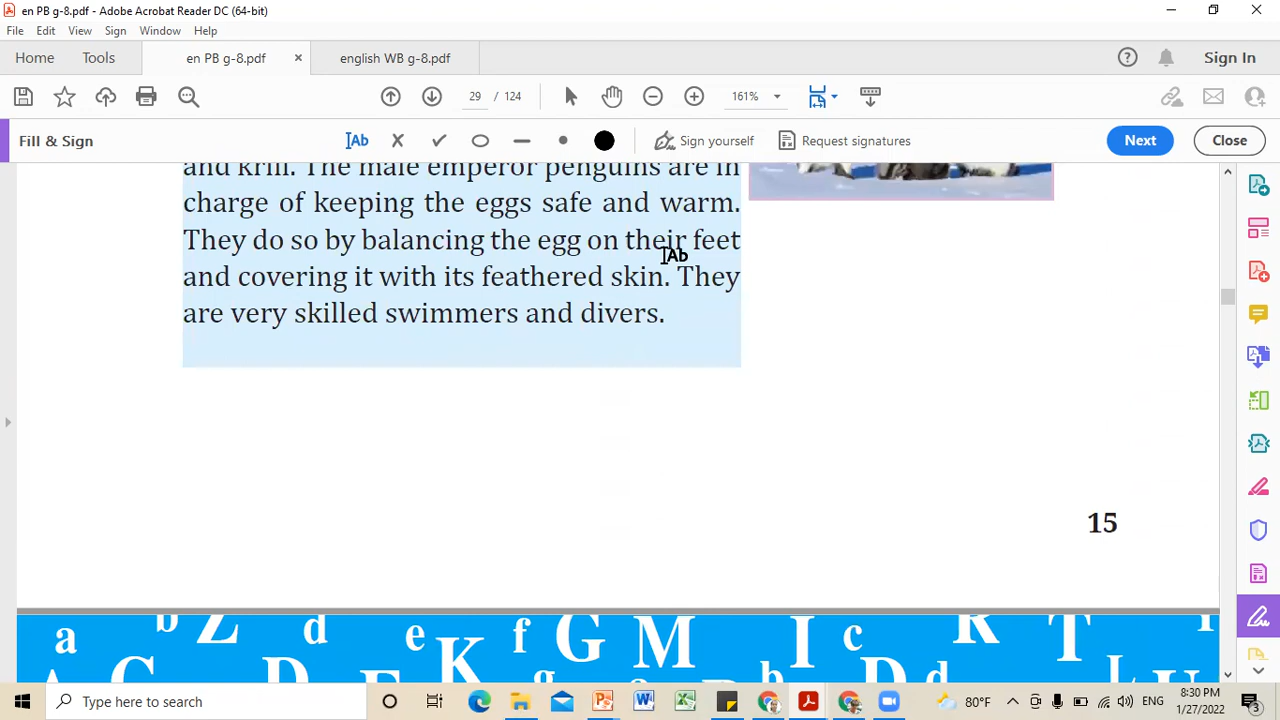 en PB g-8.pdf - Adobe Acrobat Reader DC (64-bit)
File Edit View Sign Window Help
Home Tools en PB g-8.pdf × english WB g-8.pdf Sign In
29 / 124 161%
Fill & Sign Ab Sign yourself Request signatures Next Close
and krill. The male emperor penguins are in
charge of keeping the eggs safe and warm.
They do so by balancing the egg on their feet
Ab
and covering it with its feathered skin. They
are very skilled swimmers and divers.
15
a b Z d e K f G M I c R T
C D d L
Type here to search 80°F ENG 8:30 PM
1/27/2022 3